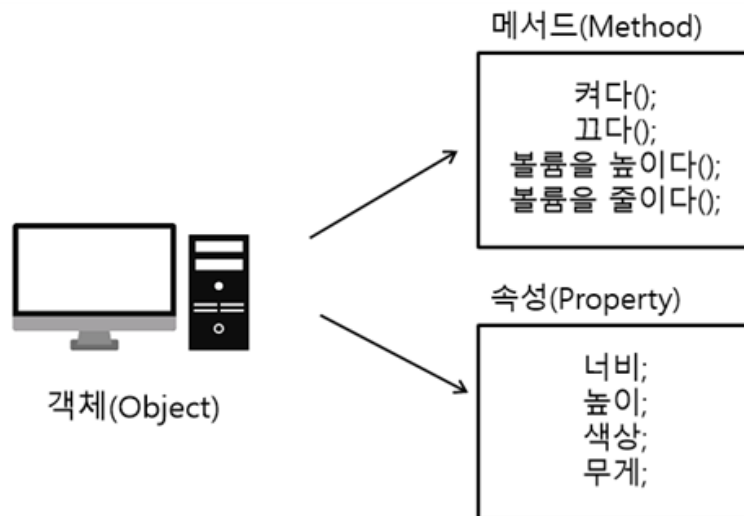 메서드(Method)
켜다();
끄다();
볼륨을 높이다();
볼륨을 줄이다();
객체(Object)
속성(Property)
너비;
높이;
색상;
무게;